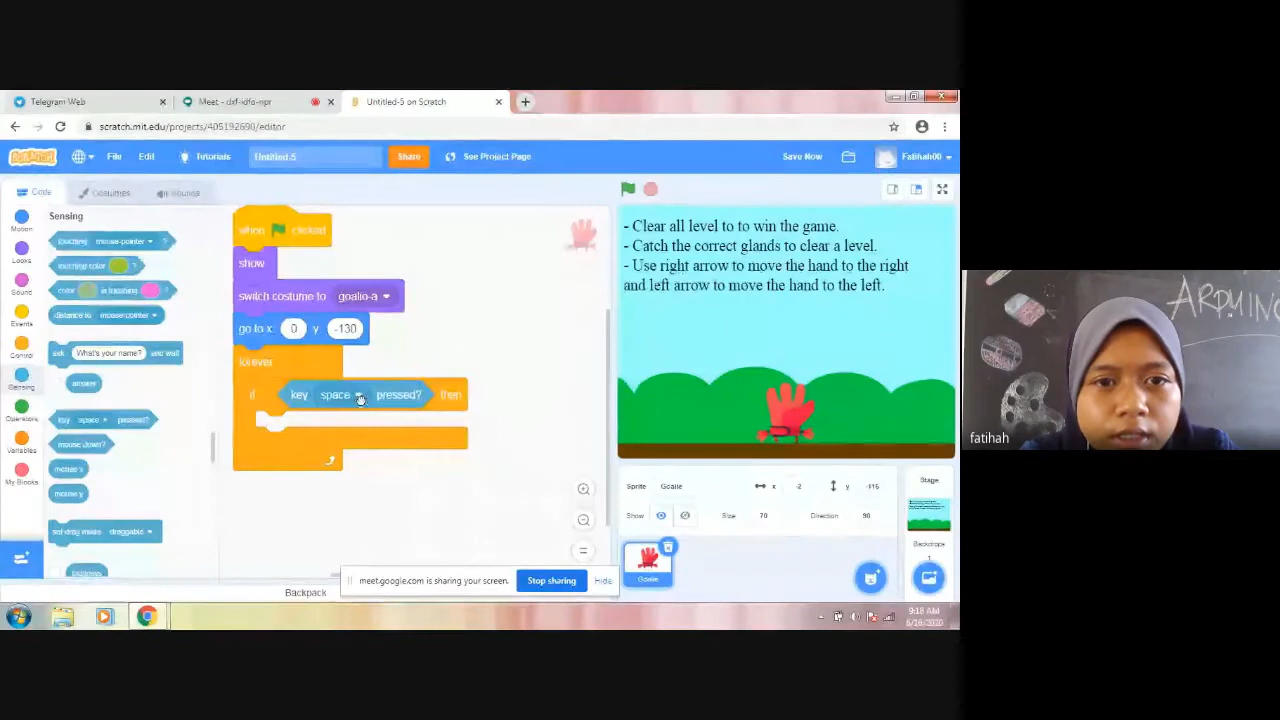 Telegram Web
Meet - dxf-idfo-npr
Untitled-5 on Scratch
scratch.mit.edu/projects/405192690/editor
File
Edit
Tutorials
Untitled-5
Share
See Project Page
Save Now
Fatihah00
Code
Costumes
Sounds
Motion
Looks
Sound
Events
Control
Sensing
Operators
Variables
My Blocks
Sensing
touching mouse-pointer ?
touching color ?
color is touching ?
distance to mouse-pointer
ask What's your name? and wait
answer
key space pressed?
mouse down?
mouse x
mouse y
set drag mode draggable
when clicked
show
switch costume to goalie-a
go to x: 0 y: -130
forever
if key space pressed? then
- Clear all level to to win the game.
- Catch the correct glands to clear a level.
- Use right arrow to move the hand to the right
and left arrow to move the hand to the left.
Sprite Goalie x -2 y -115
Show Size 70 Direction 90
Goalie
Stage
Backdrops
1
meet.google.com is sharing your screen.
Stop sharing
Hide
Backpack
9:18 AM
6/16/2020
ARDUINO
fatihah